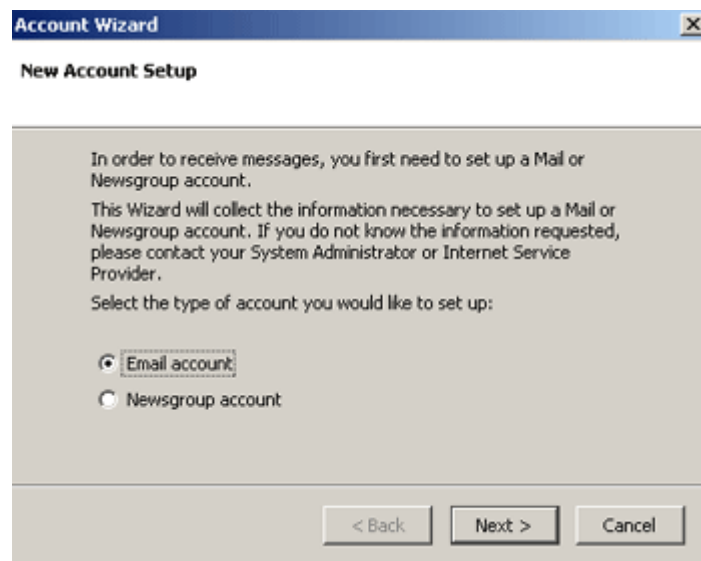 Account Wizard
New Account Setup
In order to receive messages, you first need to set up a Mail or
Newsgroup account.
This Wizard will collect the information necessary to set up a Mail or
Newsgroup account. If you do not know the information requested,
please contact your System Administrator or Internet Service
Provider.
Select the type of account you would like to set up:
Email account
Newsgroup account
< Back Next > Cancel